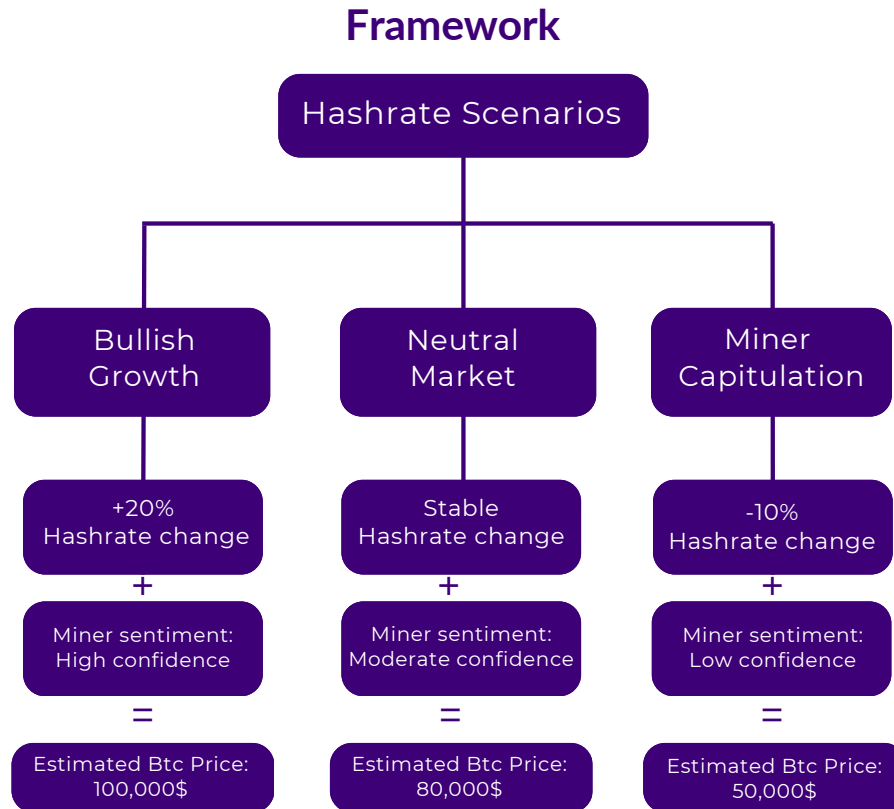 Framework
Hashrate Scenarios
Bullish
Growth
Neutral
Market
Miner
Capitulation
+20%
Hashrate change
Stable
Hashrate change
-10%
Hashrate change
+
+
+
Miner sentiment:
High confidence
Miner sentiment:
Moderate confidence
Miner sentiment:
Low confidence
=
=
=
Estimated Btc Price:
100,000$
Estimated Btc Price:
80,000$
Estimated Btc Price:
50,000$